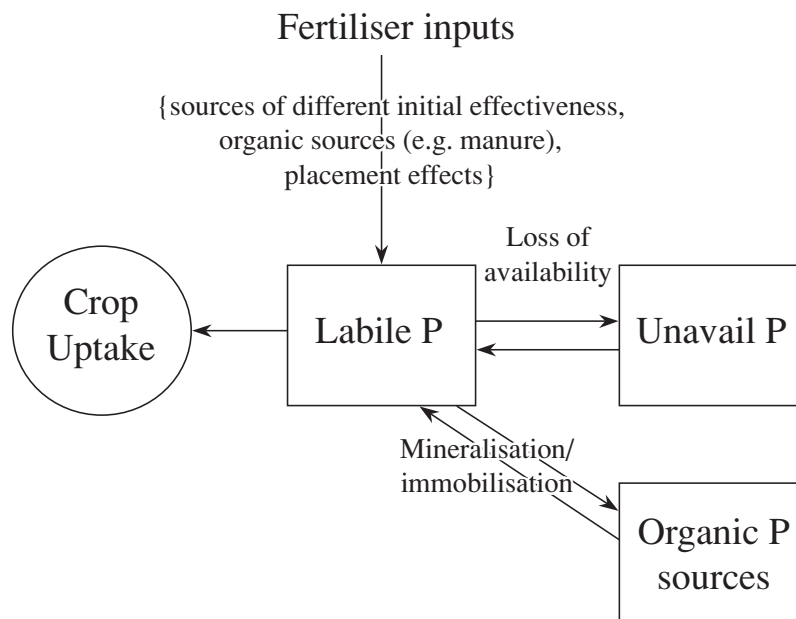 Fertiliser inputs
{sources of different initial effectiveness,
organic sources (e.g. manure),
placement effects}
Loss of
availability
Crop
Uptake
Labile P
Unavail P
Mineralisation/
immobilisation
Organic P
sources